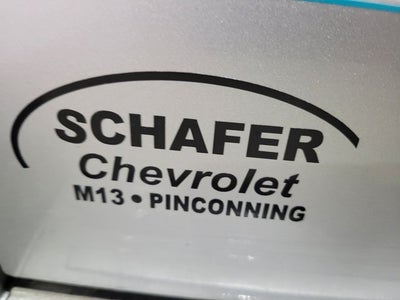 SCHAFER
Chevrolet
M13 • PINCONNING